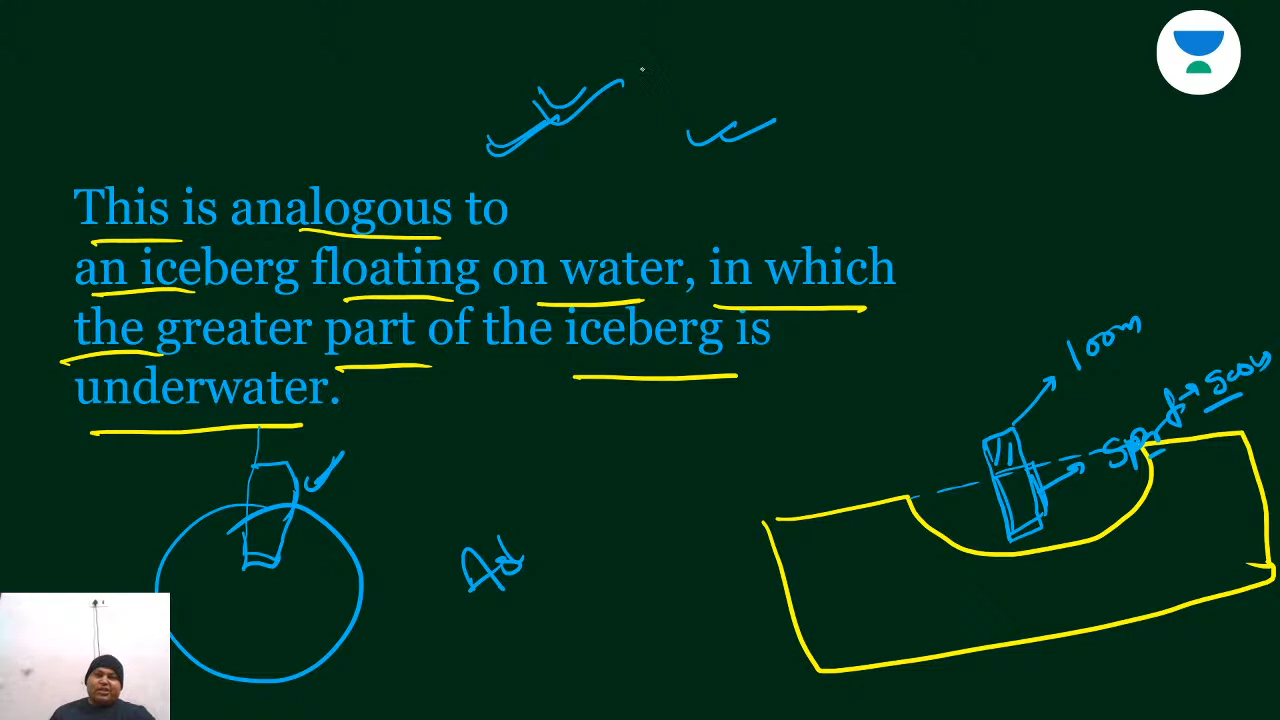 This is analogous to
an iceberg floating on water, in which
the greater part of the iceberg is
underwater.
100m